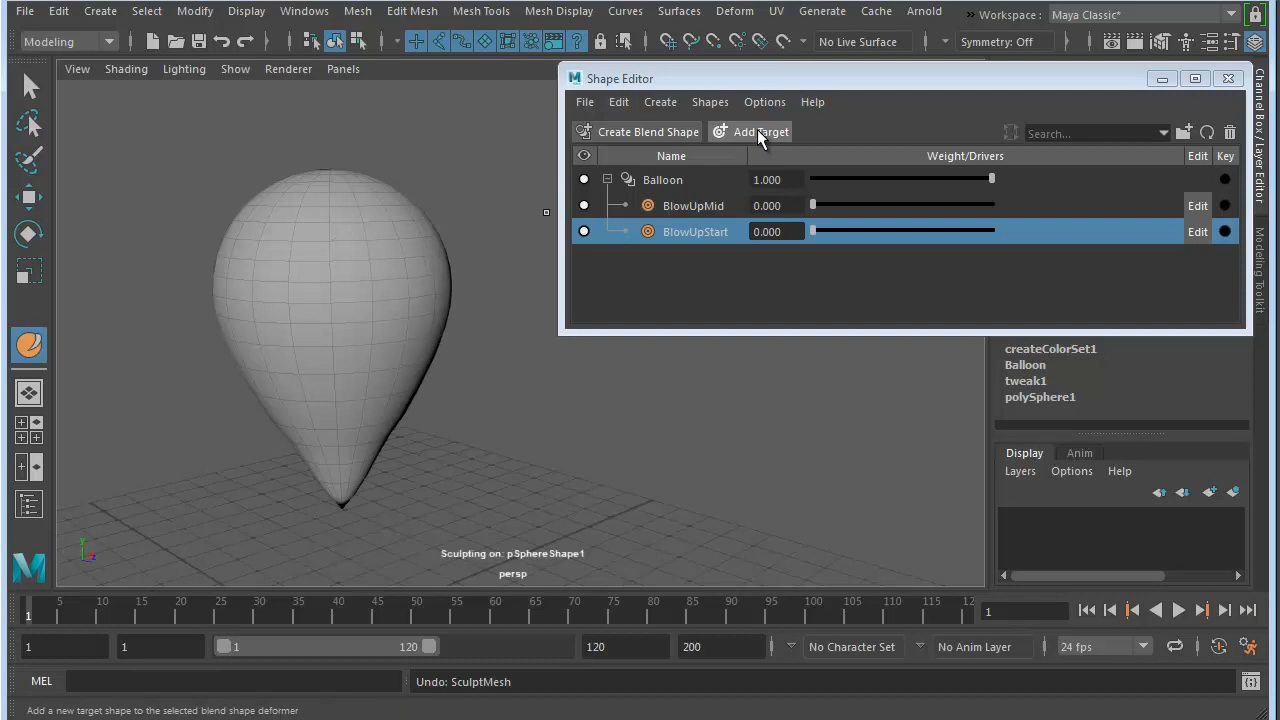 File Edit Create Select Modify Display Windows Mesh Edit Mesh Mesh Tools Mesh Display Curves Surfaces Deform UV Generate Cache Arnold » Workspace : Maya Classic*
Modeling No Live Surface Symmetry: Off
View Shading Lighting Show Renderer Panels
Shape Editor
File Edit Create Shapes Options Help
Create Blend Shape Add Target Search...
Name Weight/Drivers Edit Key
Balloon 1.000
BlowUpMid 0.000 Edit
BlowUpStart 0.000 Edit
Channel Box / Layer Editor
Modeling Toolkit
createColorSet1
Balloon
tweak1
polySphere1
Display Anim
Layers Options Help
Sculpting on: pSphereShape1
persp
1 5 10 15 20 25 30 35 40 45 50 55 60 65 70 75 80 85 90 95 100 105 110 115 12 1
1 1 1 120 120 200 No Character Set No Anim Layer 24 fps
MEL Undo: SculptMesh
Add a new target shape to the selected blend shape deformer